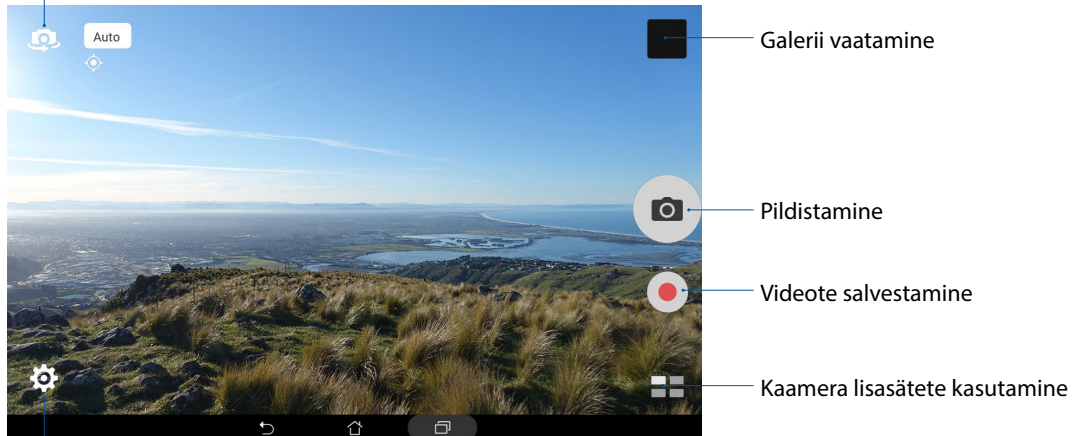 Auto
Galerii vaatamine
Pildistamine
Videote salvestamine
Kaamera lisasätete kasutamine